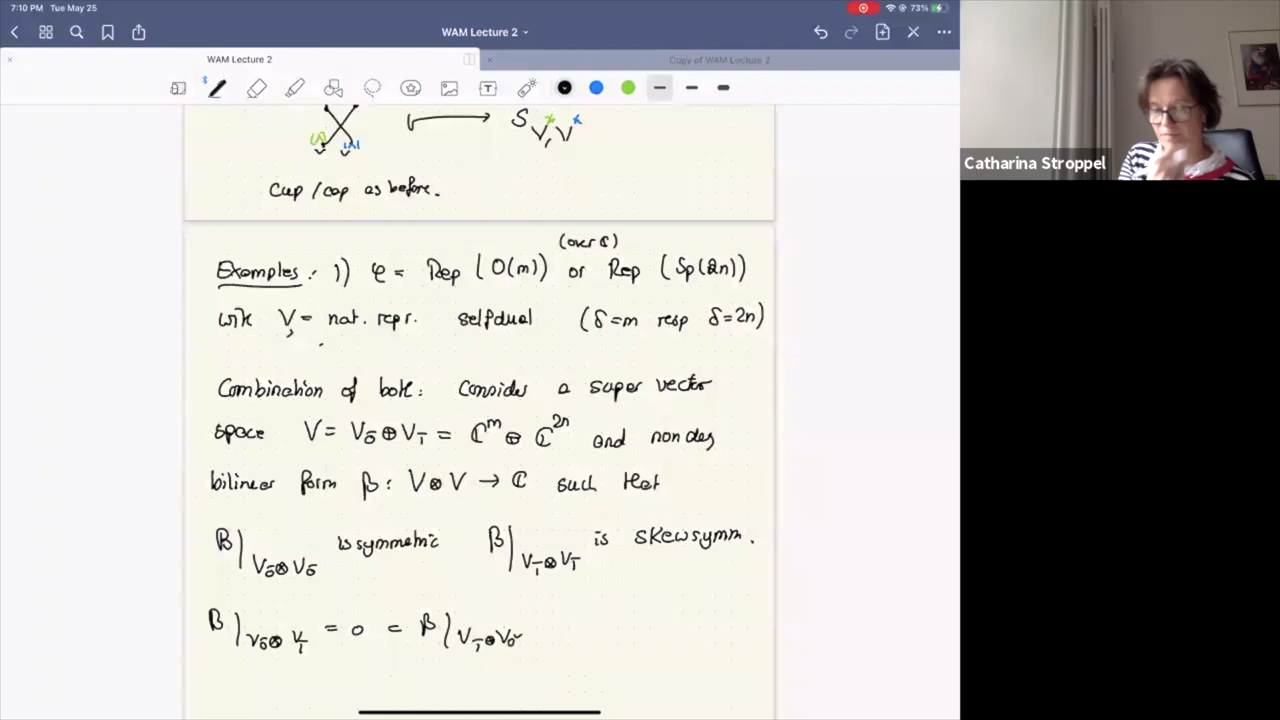 7:10 PM Tue May 25
73%
WAM Lecture 2
WAM Lecture 2
Copy of WAM Lecture 2
S V*, V*
Cup / cap as before.
(over ℂ)
Examples: 1) 𝒞 = Rep (O(m)) or Rep (Sp(2n))
with V = nat. repr. selfdual (δ=m resp δ=2n)
Combination of both: Consider a super vector
space V = V_0̄ ⊕ V_1̄ = ℂ^m ⊕ ℂ^2n and non deg
bilinear form β: V ⊗ V → ℂ such that
β|_{V_0̄ ⊗ V_0̄} is symmetric β|_{V_1̄ ⊗ V_1̄} is skewsymm.
β|_{V_0̄ ⊗ V_1̄} = 0 = β|_{V_1̄ ⊗ V_0̄}
Catharina Stroppel